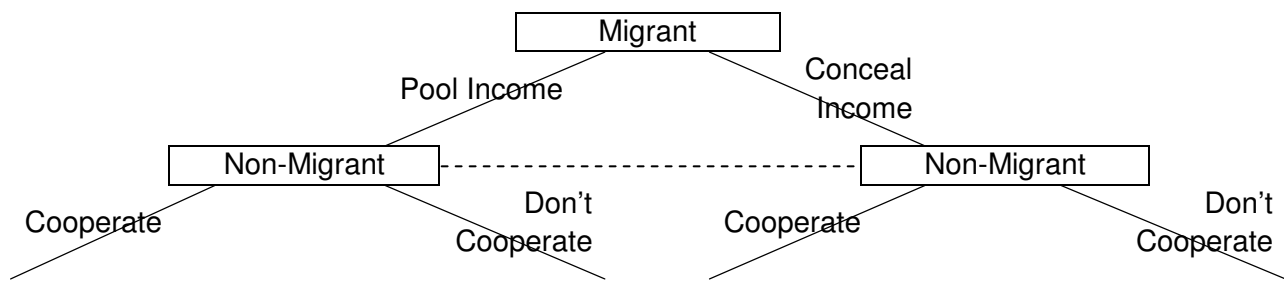 Migrant
Pool Income
Conceal
Income
Non-Migrant
Non-Migrant
Cooperate
Don't
Cooperate
Cooperate
Don't
Cooperate